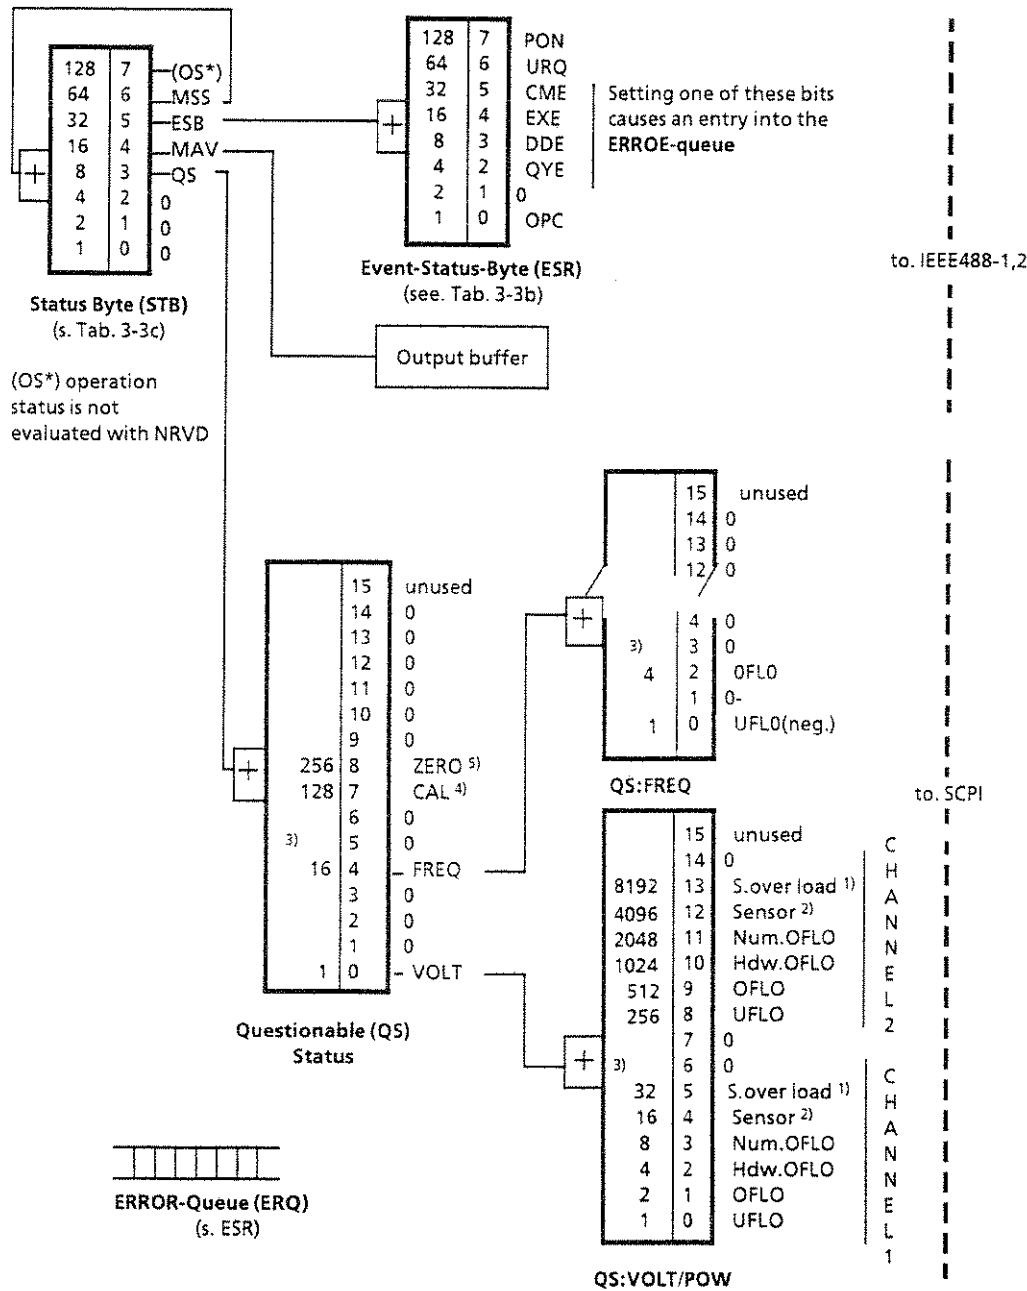 128 7 (OS*)
64 6 MSS
32 5 ESB
16 4 MAV
8 3 QS
4 2 0
2 1 0
1 0 0
+
Status Byte (STB)
(s. Tab. 3-3c)
(OS*) operation
status is not
evaluated with NRVD
128 7 PON
64 6 URQ
32 5 CME
16 4 EXE
8 3 DDE
4 2 QYE
2 1 0
1 0 OPC
+
Event-Status-Byte (ESR)
(see. Tab. 3-3b)
Setting one of these bits
causes an entry into the
ERROE-queue
Output buffer
to. IEEE488-1,2
15 unused
14 0
13 0
12 0
11 0
10 0
9 0
256 8 ZERO 5)
128 7 CAL 4)
6 0
3) 5 0
16 4 FREQ
3 0
2 0
1 0
1 0 VOLT
+
Questionable (QS)
Status
15 unused
14 0
13 0
12 0
+
4 0
3) 3 0
4 2 OFLO
1 0-
1 0 UFLO(neg.)
QS:FREQ
to. SCPI
15 unused
14 0
8192 13 S.over load 1)
4096 12 Sensor 2)
2048 11 Num.OFLO
1024 10 Hdw.OFLO
512 9 OFLO
256 8 UFLO
7 0
+
3) 6 0
32 5 S.over load 1)
16 4 Sensor 2)
8 3 Num.OFLO
4 2 Hdw.OFLO
2 1 OFLO
1 0 UFLO
CHANNEL 2
CHANNEL 1
QS:VOLT/POW
ERROR-Queue (ERQ)
(s. ESR)